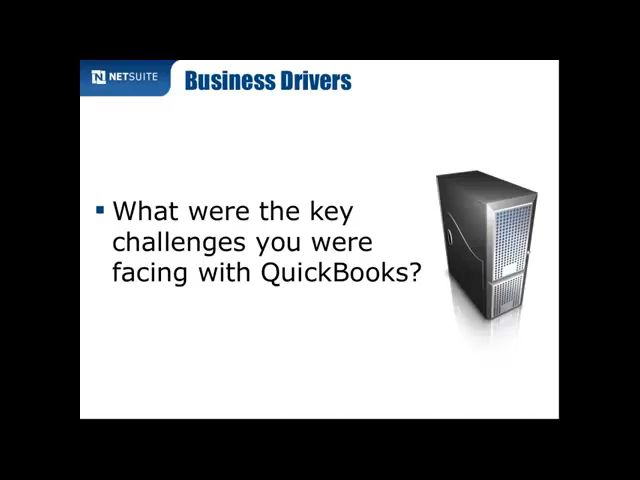 N NETSUITE
Business Drivers
▪ What were the key
challenges you were
facing with QuickBooks?